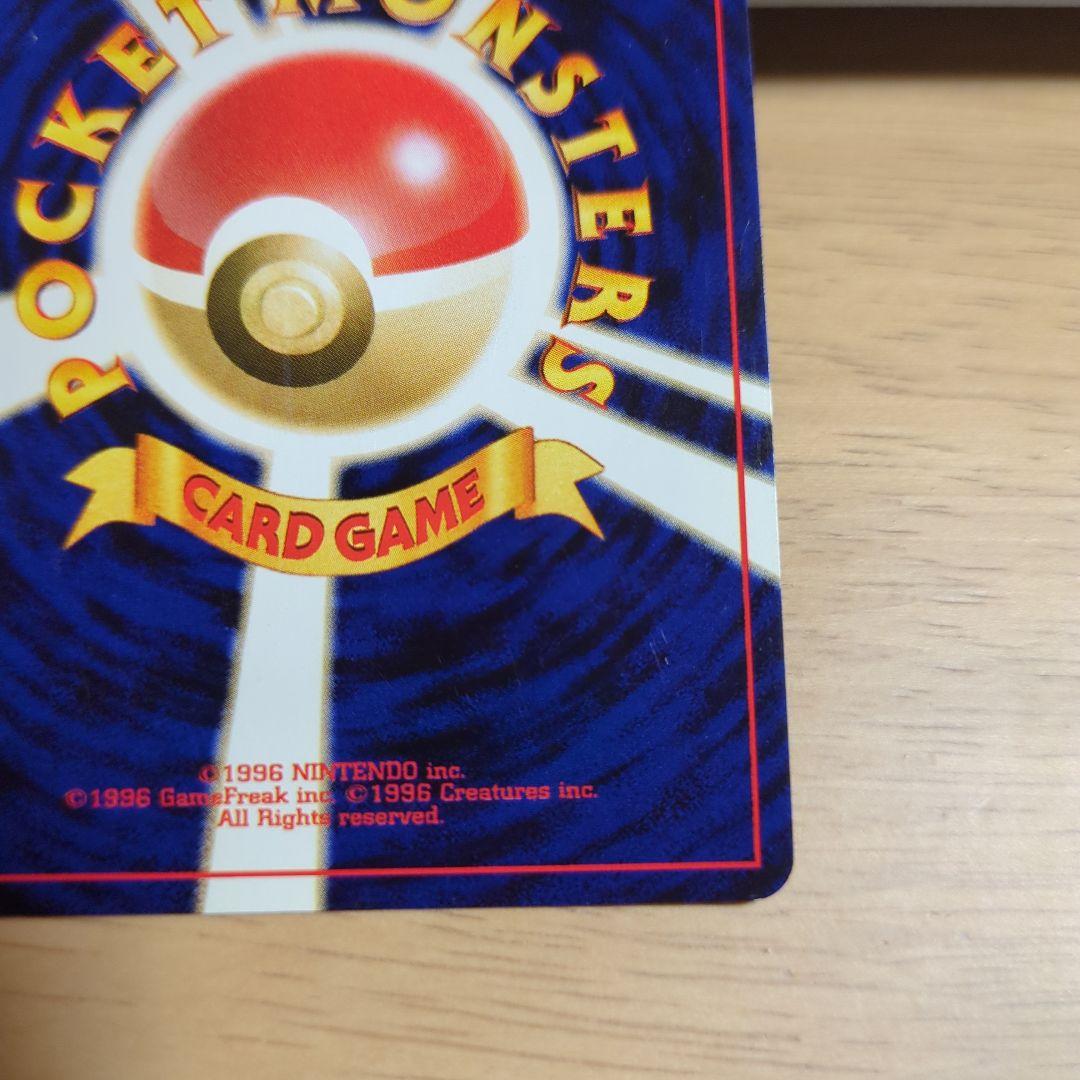 POCKET MONSTERS
CARD GAME
©1996 NINTENDO inc.
©1996 GameFreak inc. ©1996 Creatures inc.
All Rights reserved.